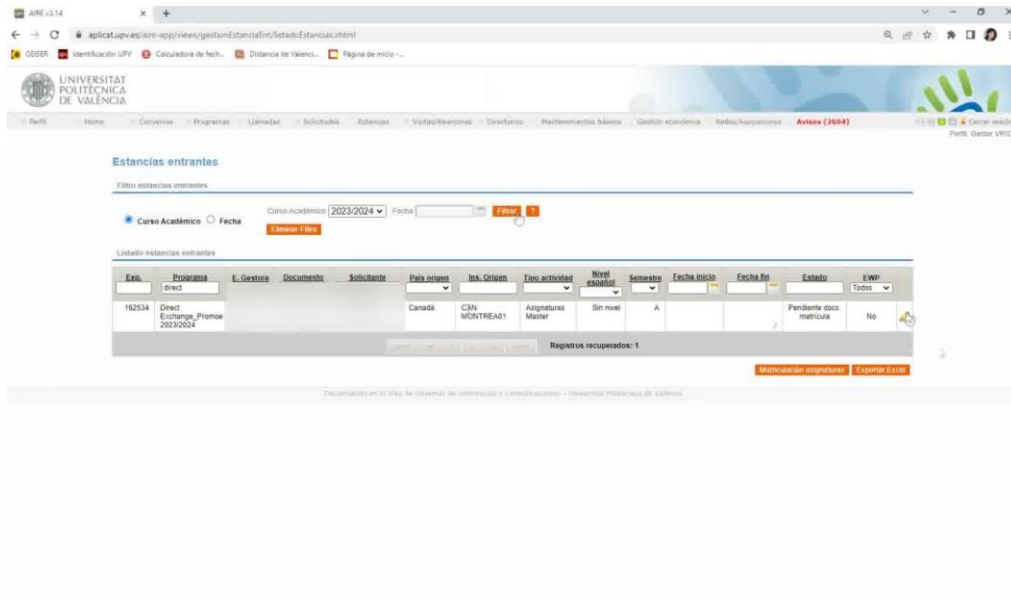 AIRE v3.14
aplicat.upv.es/aire-app/views/gestionEstanciaEnt/listadoEstancias.xhtml
GEISER Identificación UPV Calculadora de fech... Distancia de Valenci... Página de inicio -...
UNIVERSITAT
POLITÈCNICA
DE VALÈNCIA
Perfil Home Convenios Programas Llamadas Solicitudes Estancias Visitas/Reuniones Directorio Mantenimientos básicos Gestión económica Redes/Asociaciones Avisos (2604) Cerrar
Perfil: Gestor
Estancias entrantes
Filtro estancias entrantes
Curso Académico Fecha Curso Académico 2023/2024 Fecha Filtrar ?
Eliminar Filtro
Listado estancias entrantes
Exp. Programa E. Gestora Documento Solicitante País origen Ins. Origen Tipo actividad Nivel español Semestre Fecha inicio Fecha fin Estado EWP
direct Todos
162534 Direct Exchange_Promoe 2023/2024 Canadá CAN MONTREA01 Asignaturas Master Sin nivel A Pendiente docs. matrícula No
Registros recuperados: 1
Matriculación asignaturas Exportar Excel